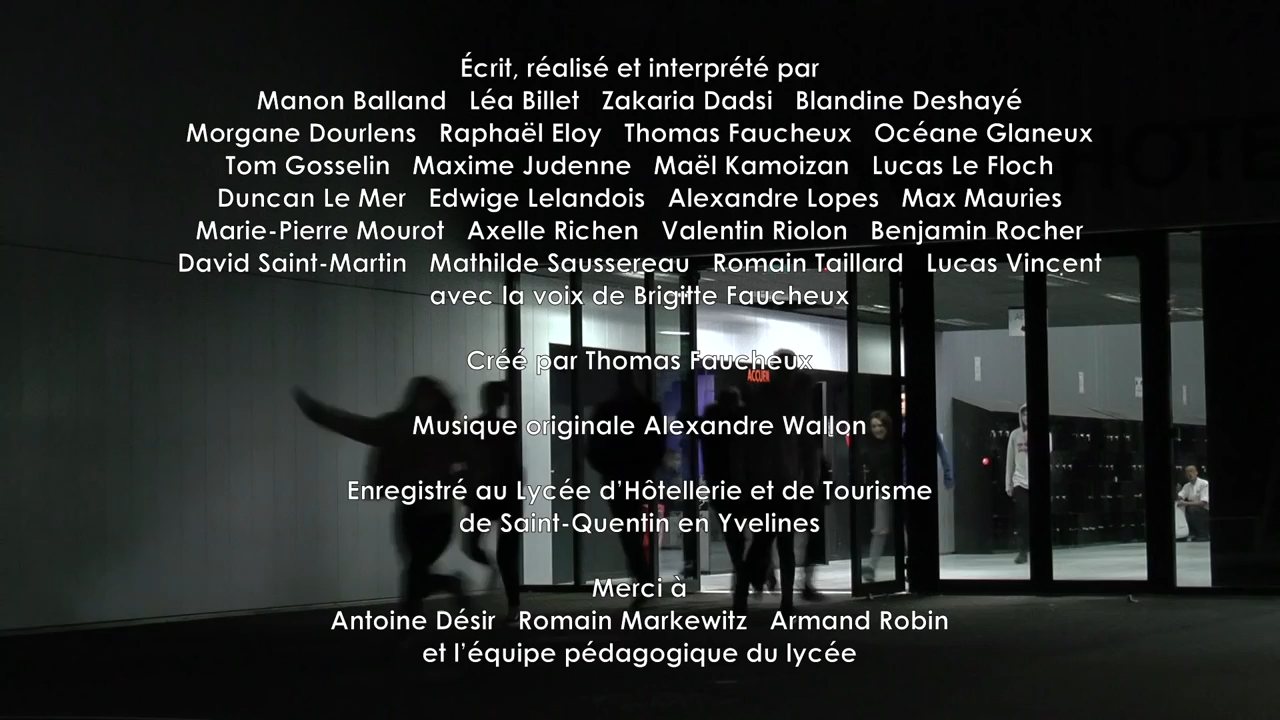 Écrit, réalisé et interprété par
Manon Balland Léa Billet Zakaria Dadsi Blandine Deshayé
Morgane Dourlens Raphaël Eloy Thomas Faucheux Océane Glaneux
Tom Gosselin Maxime Judenne Maël Kamoizan Lucas Le Floch
Duncan Le Mer Edwige Lelandois Alexandre Lopes Max Mauries
Marie-Pierre Mourot Axelle Richen Valentin Riolon Benjamin Rocher
David Saint-Martin Mathilde Saussereau Romain Taillard Lucas Vincent
avec la voix de Brigitte Faucheux
Créé par Thomas Faucheux
ACCUEIL
Musique originale Alexandre Wallon
Enregistré au Lycée d'Hôtellerie et de Tourisme
de Saint-Quentin en Yvelines
Merci à
Antoine Désir Romain Markewitz Armand Robin
et l'équipe pédagogique du lycée